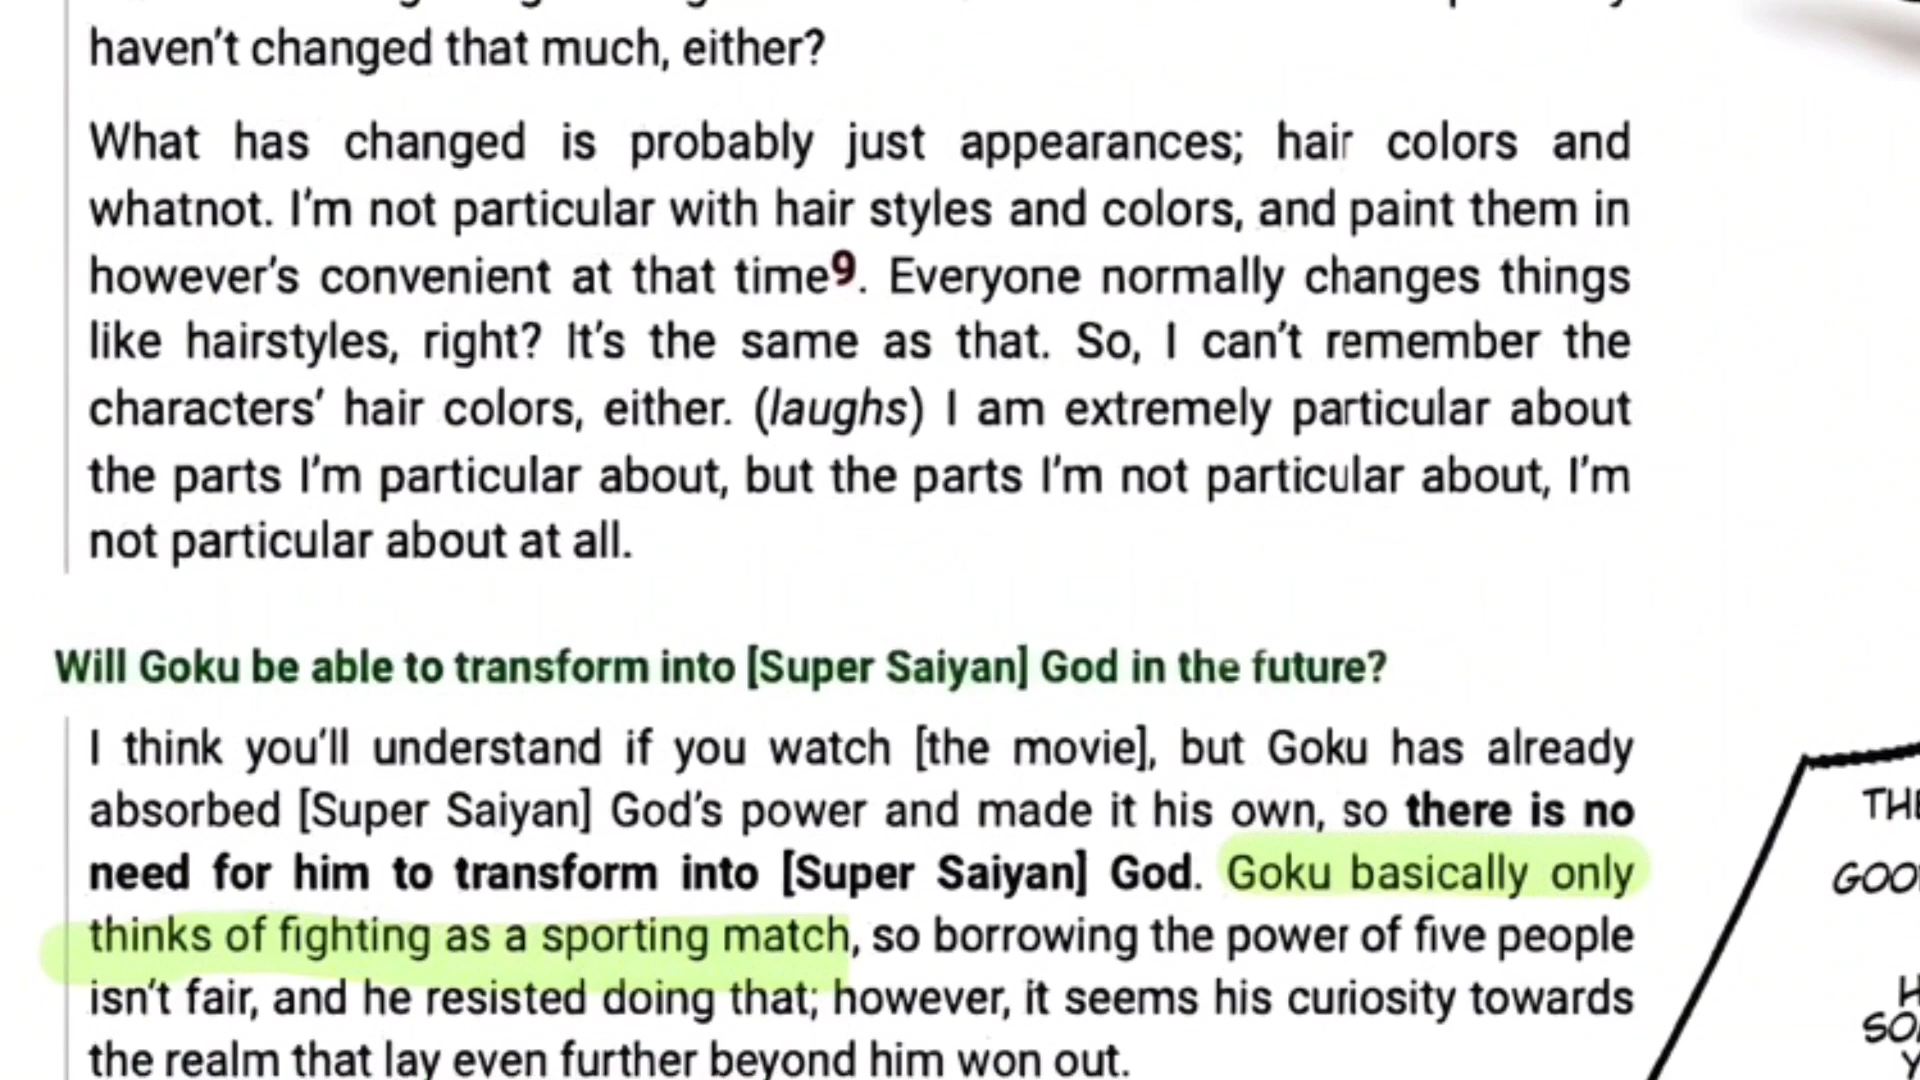 haven't changed that much, either?
What has changed is probably just appearances; hair colors and
whatnot. I'm not particular with hair styles and colors, and paint them in
however's convenient at that time9. Everyone normally changes things
like hairstyles, right? It's the same as that. So, I can't remember the
characters' hair colors, either. (laughs) I am extremely particular about
the parts I'm particular about, but the parts I'm not particular about, I'm
not particular about at all.
Will Goku be able to transform into [Super Saiyan] God in the future?
I think you'll understand if you watch [the movie], but Goku has already
absorbed [Super Saiyan] God's power and made it his own, so there is no
need for him to transform into [Super Saiyan] God. Goku basically only
thinks of fighting as a sporting match, so borrowing the power of five people
isn't fair, and he resisted doing that; however, it seems his curiosity towards
the realm that lay even further beyond him won out.